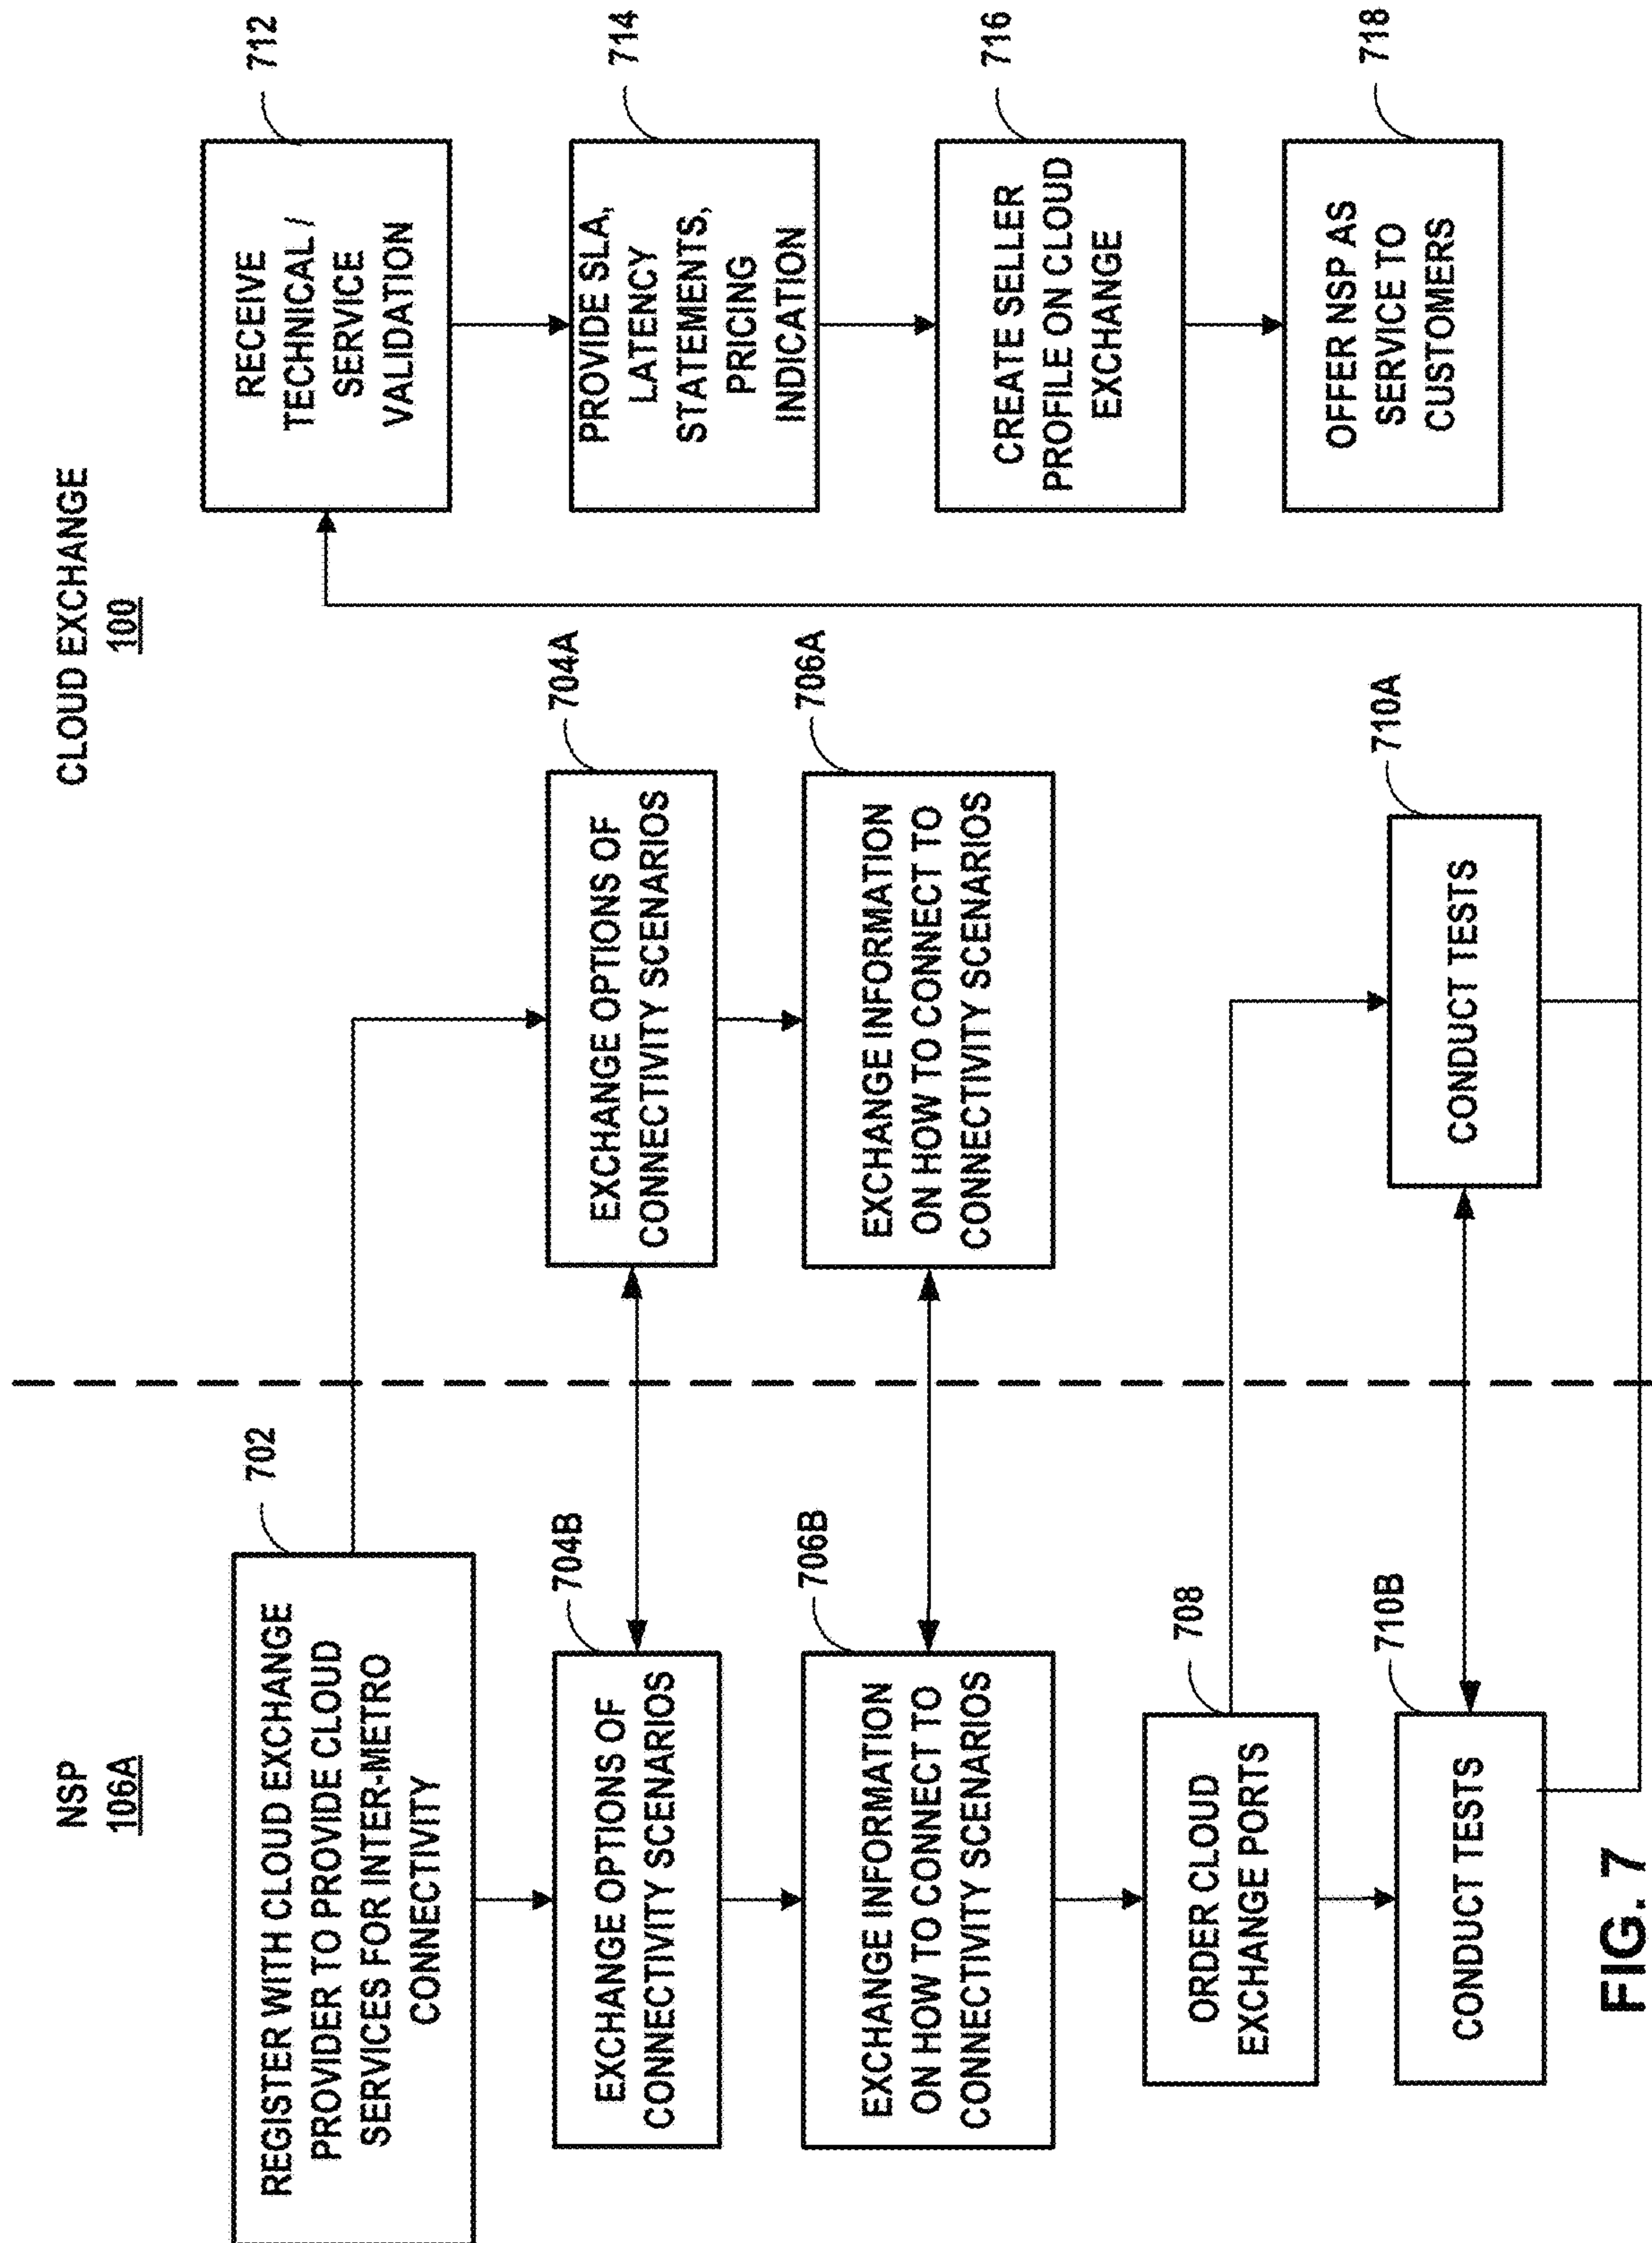 NSP
106A
CLOUD EXCHANGE
100
REGISTER WITH CLOUD EXCHANGE
PROVIDER TO PROVIDE CLOUD
SERVICES FOR INTER-METRO
CONNECTIVITY
702
EXCHANGE OPTIONS OF
CONNECTIVITY SCENARIOS
704B
EXCHANGE OPTIONS OF
CONNECTIVITY SCENARIOS
704A
EXCHANGE INFORMATION
ON HOW TO CONNECT TO
CONNECTIVITY SCENARIOS
706B
EXCHANGE INFORMATION
ON HOW TO CONNECT TO
CONNECTIVITY SCENARIOS
706A
ORDER CLOUD
EXCHANGE PORTS
708
CONDUCT TESTS
710B
CONDUCT TESTS
710A
RECEIVE
TECHNICAL /
SERVICE
VALIDATION
712
PROVIDE SLA,
LATENCY
STATEMENTS,
PRICING
INDICATION
714
CREATE SELLER
PROFILE ON CLOUD
EXCHANGE
716
OFFER NSP AS
SERVICE TO
CUSTOMERS
718
FIG. 7